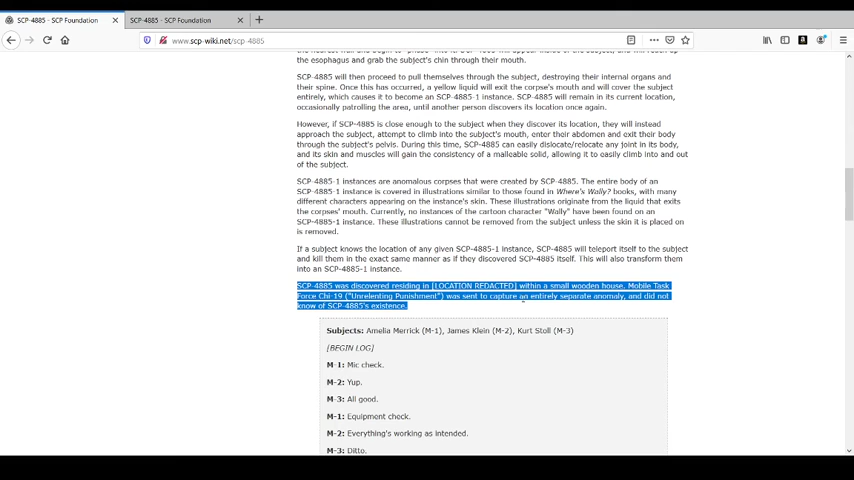 SCP-4885 - SCP Foundation
SCP-4885 - SCP Foundation
www.scp-wiki.net/scp-4885
the esophagus and grab the subject's chin through their mouth.
SCP-4885 will then proceed to pull themselves through the subject, destroying their internal organs and
their spine. Once this has occurred, a yellow liquid will exit the corpse's mouth and will cover the subject
entirely, which causes it to become an SCP-4885-1 instance. SCP-4885 will remain in its current location,
occasionally patrolling the area, until another person discovers its location once again.
However, if SCP-4885 is close enough to the subject when they discover its location, they will instead
approach the subject, attempt to climb into the subject's mouth, enter their abdomen and exit their body
through the subject's pelvis. During this time, SCP-4885 can easily dislocate/relocate any joint in its body,
and its skin and muscles will gain the consistency of a malleable solid, allowing it to easily climb into and out
of the subject.
SCP-4885-1 instances are anomalous corpses that were created by SCP-4885. The entire body of an
SCP-4885-1 instance is covered in illustrations similar to those found in Where's Wally? books, with many
different characters appearing on the instance's skin. These illustrations originate from the liquid that exits
the corpses' mouth. Currently, no instances of the cartoon character "Wally" have been found on an
SCP-4885-1 instance. These illustrations cannot be removed from the subject unless the skin it is placed on
is removed.
If a subject knows the location of any given SCP-4885-1 instance, SCP-4885 will teleport itself to the subject
and kill them in the exact same manner as if they discovered SCP-4885 itself. This will also transform them
into an SCP-4885-1 instance.
SCP-4885 was discovered residing in [LOCATION REDACTED] within a small wooden house. Mobile Task
Force Chi-19 ("Unrelenting Punishment") was sent to capture an entirely separate anomaly, and did not
know of SCP-4885's existence.
Subjects: Amelia Merrick (M-1), James Klein (M-2), Kurt Stoll (M-3)
[BEGIN LOG]
M-1: Mic check.
M-2: Yup.
M-3: All good.
M-1: Equipment check.
M-2: Everything's working as intended.
M-3: Ditto.